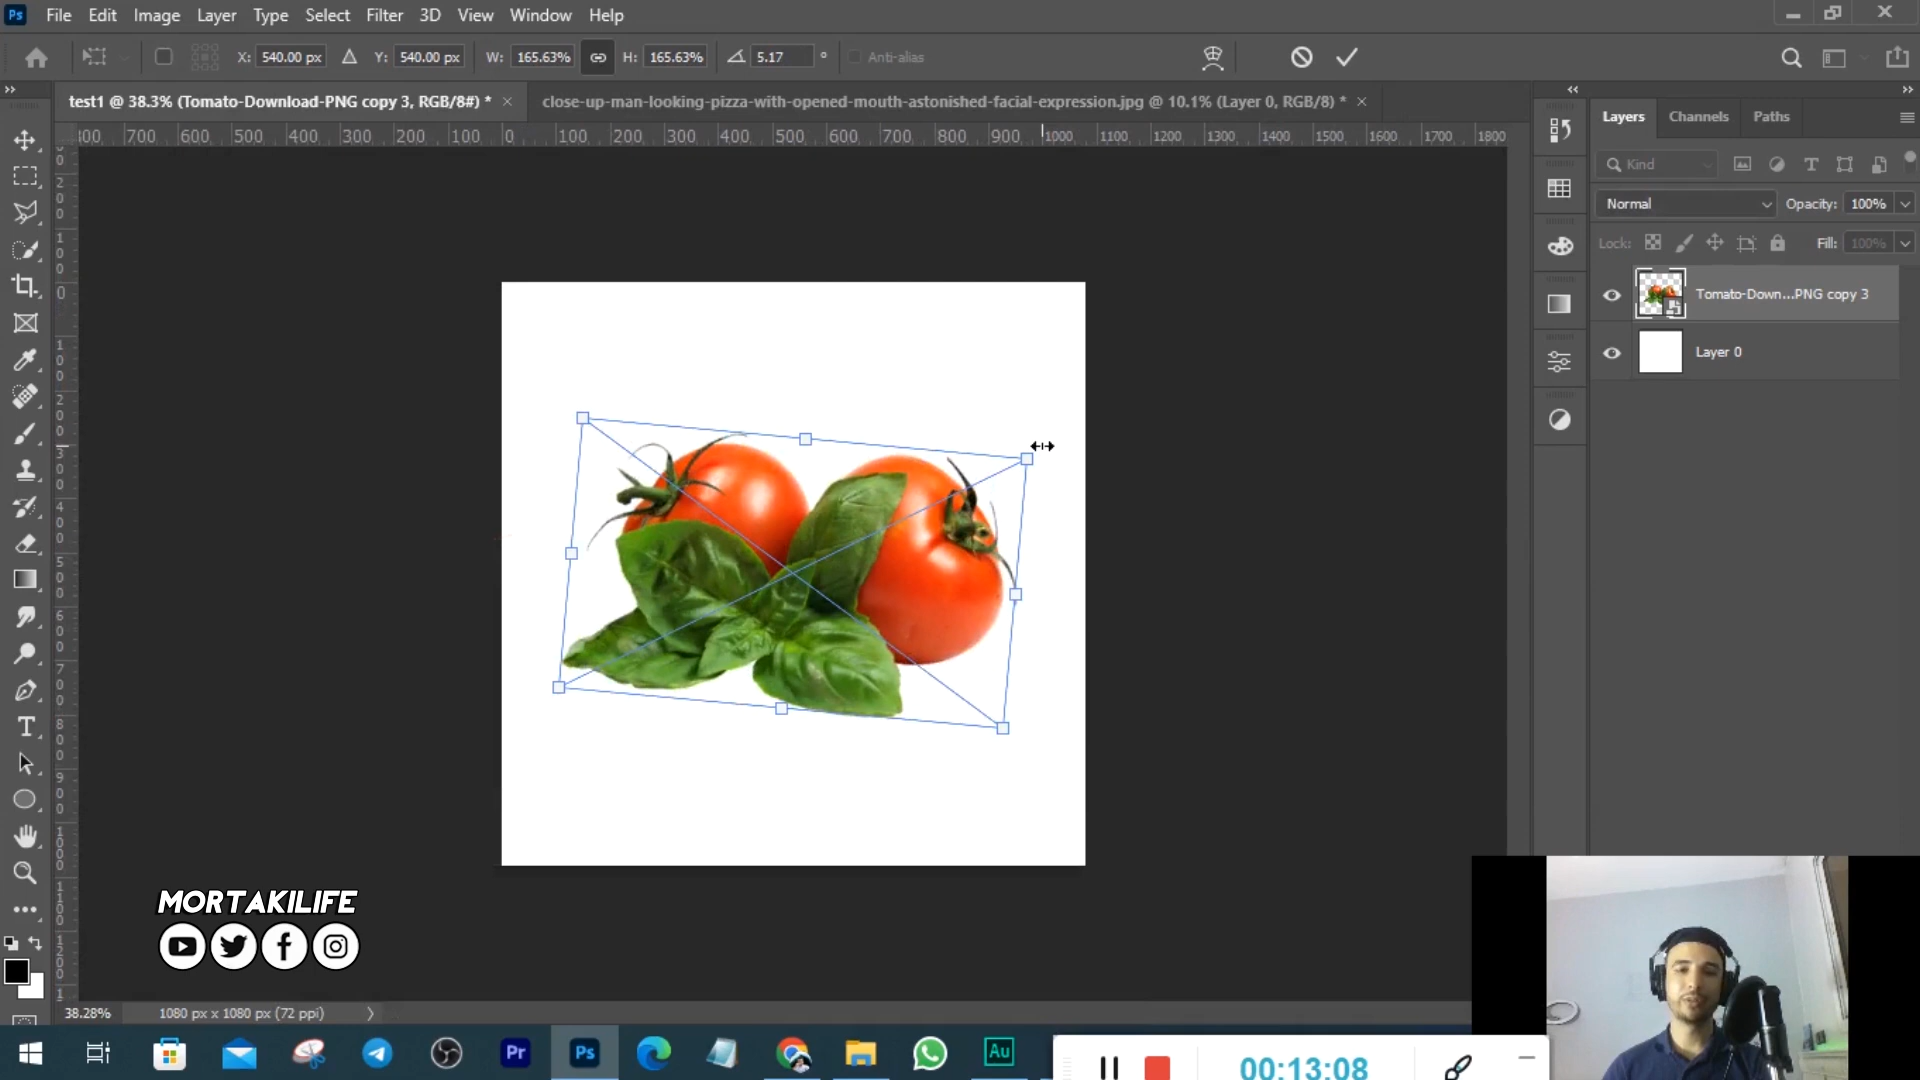 Ps File Edit Image Layer Type Select Filter 3D View Window Help
X: 540.00 px Y: 540.00 px W: 165.63% H: 165.63% 5.17 ° Anti-alias
test1 @ 38.3% (Tomato-Download-PNG copy 3, RGB/8#) * × close-up-man-looking-pizza-with-opened-mouth-astonished-facial-expression.jpg @ 10.1% (Layer 0, RGB/8) * ×
800 700 600 500 400 300 200 100 0 100 200 300 400 500 600 700 800 900 1000 1100 1200 1300 1400 1500 1600 1700 1800
Layers Channels Paths
Kind
Normal Opacity: 100%
Lock: Fill: 100%
Tomato-Down...PNG copy 3
Layer 0
MORTAKILIFE
38.28% 1080 px x 1080 px (72 ppi)
Pr Ps Au
00:13:08